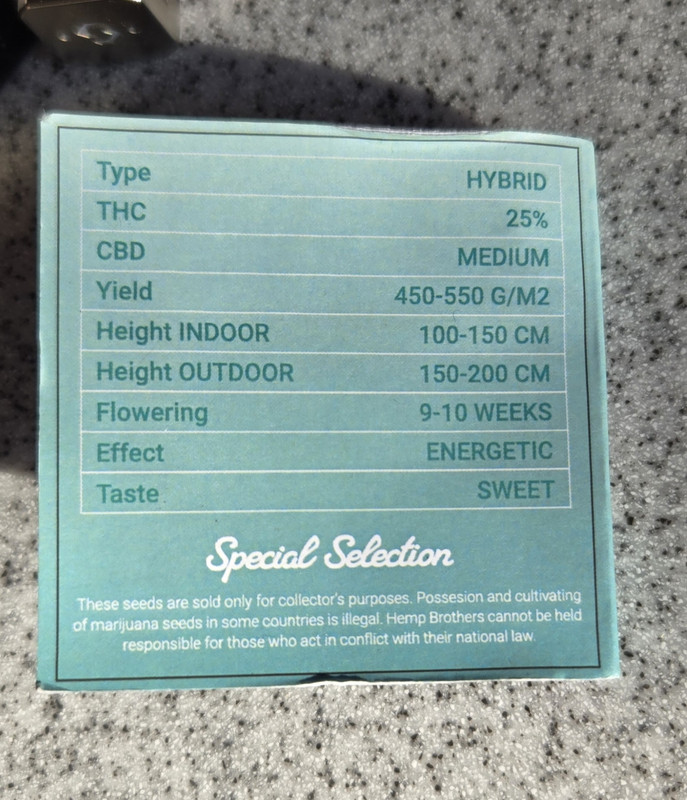 Type HYBRID
THC 25%
CBD MEDIUM
Yield 450-550 G/M2
Height INDOOR 100-150 CM
Height OUTDOOR 150-200 CM
Flowering 9-10 WEEKS
Effect ENERGETIC
Taste SWEET
Special Selection
These seeds are sold only for collector's purposes. Possesion and cultivating
of marijuana seeds in some countries is illegal. Hemp Brothers cannot be held
responsible for those who act in conflict with their national law.